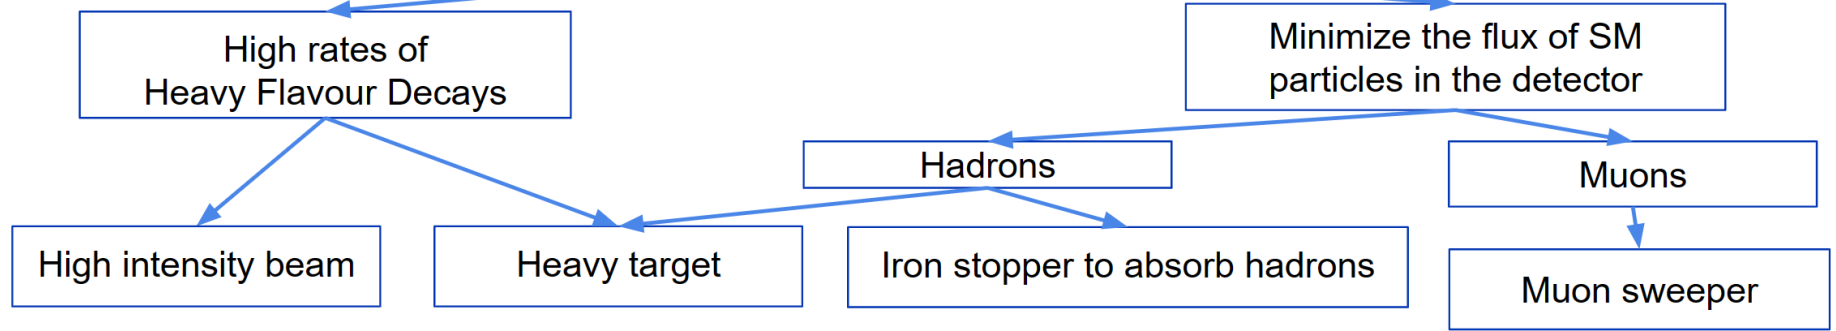 High rates of
Heavy Flavour Decays
Minimize the flux of SM
particles in the detector
Hadrons
Muons
High intensity beam
Heavy target
Iron stopper to absorb hadrons
Muon sweeper